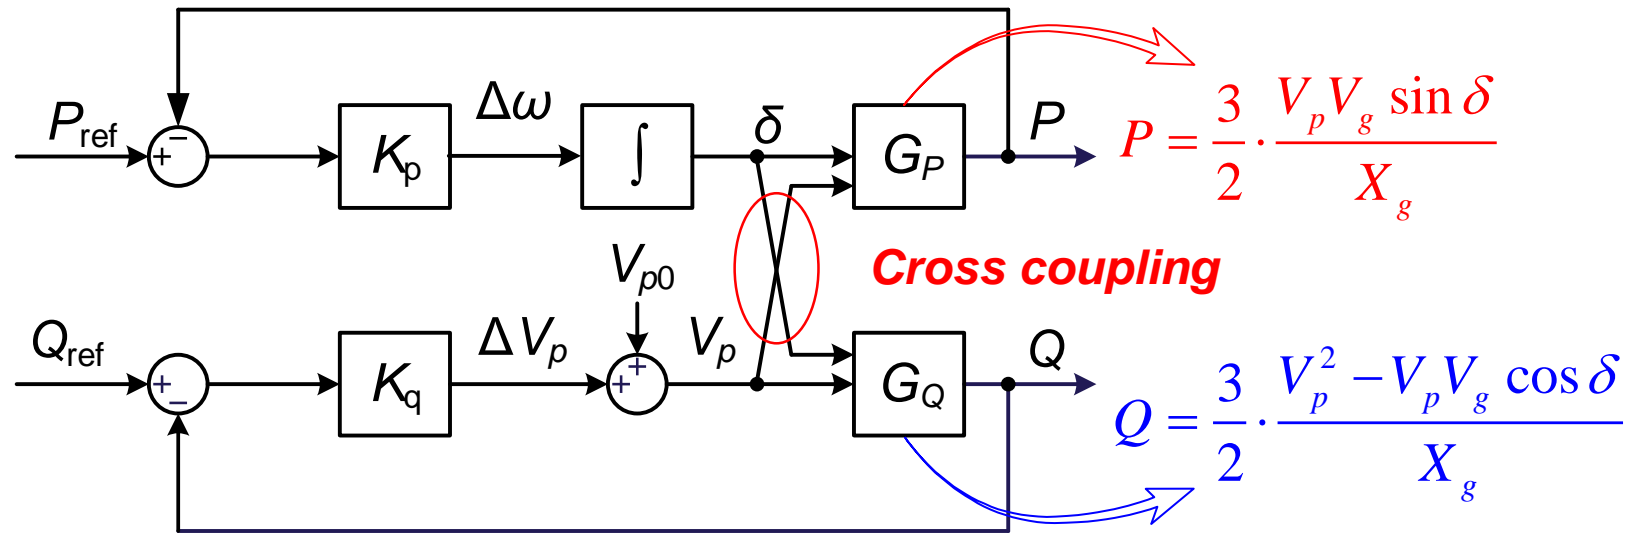 P_ref + − K_p Δω ∫ δ G_P P P = 3/2 · V_p V_g sin δ / X_g
V_p0 Cross coupling
Q_ref + − K_q ΔV_p + + V_p G_Q Q Q = 3/2 · V_p^2 − V_p V_g cos δ / X_g